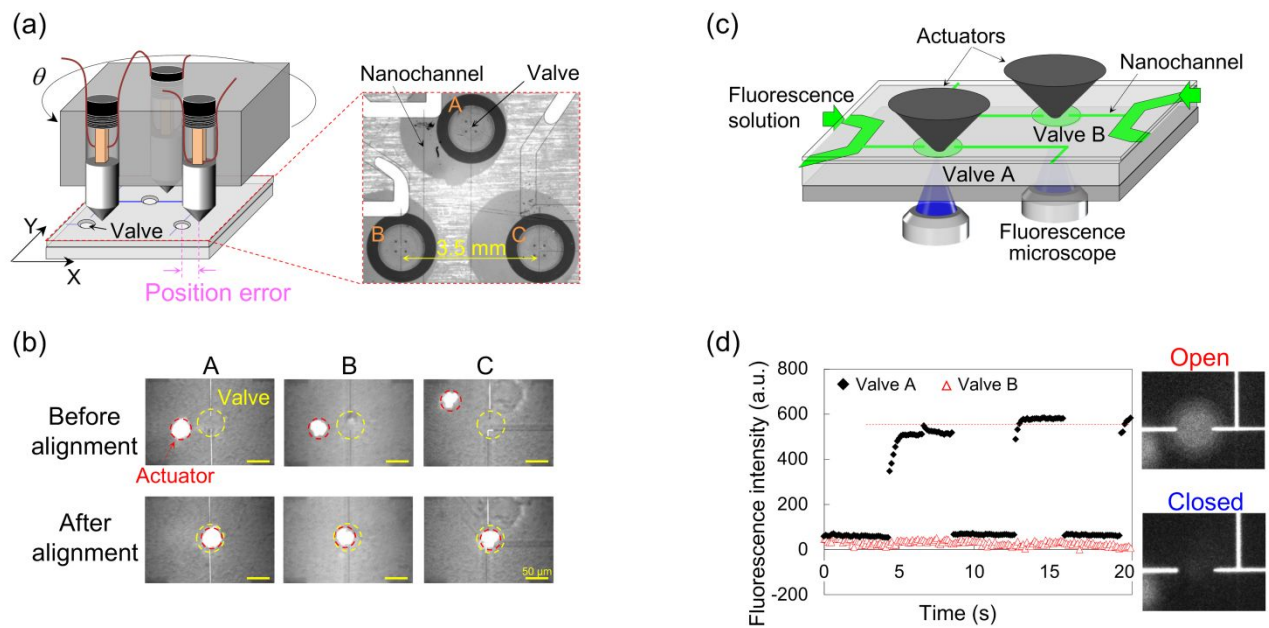 (a)
θ
Y
X
Valve
Position error
Nanochannel
Valve
A
B
C
3.5 mm
(b)
A
B
C
Before
alignment
Valve
Actuator
After
alignment
50 µm
(c)
Actuators
Nanochannel
Fluorescence
solution
Valve B
Valve A
Fluorescence
microscope
(d)
Fluorescence intensity (a.u.)
800
600
400
200
0
-200
Valve A
Valve B
0
5
10
15
20
Time (s)
Open
Closed